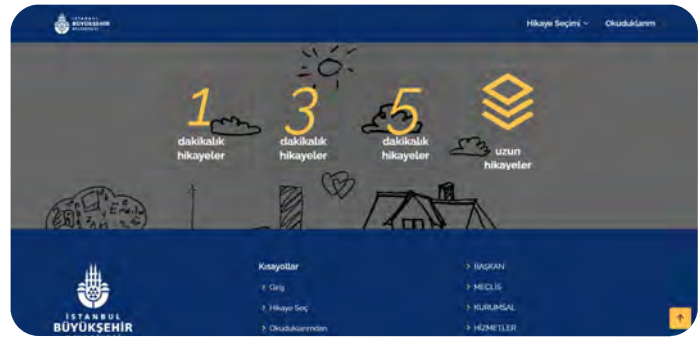 İSTANBUL
BÜYÜKŞEHİR
BELEDİYESİ
Hikaye Seçimi
Okuduklarım
1
dakikalık
hikayeler
3
dakikalık
hikayeler
5
dakikalık
hikayeler
uzun
hikayeler
İSTANBUL
BÜYÜKŞEHİR
Kısayollar
Giriş
Hikaye Seç
Okuduklarımdan
BAŞKAN
MECLİS
KURUMSAL
HİZMETLER